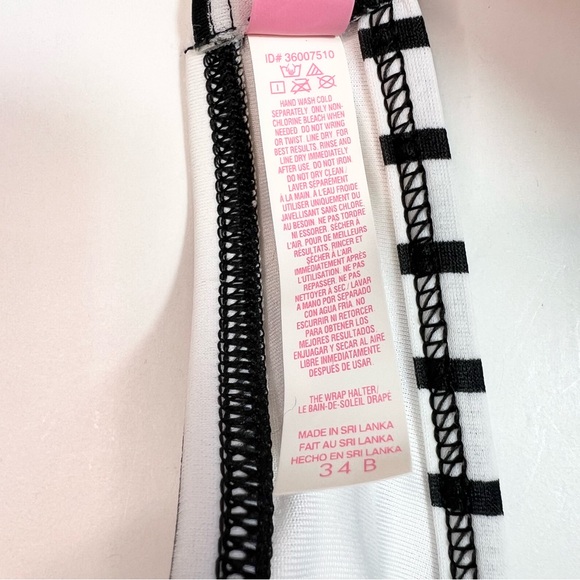 ID# 36007510
HAND WASH COLD
SEPARATELY. ONLY NON-
CHLORINE BLEACH WHEN
NEEDED. DO NOT WRING
OR TWIST. LINE DRY. FOR
BEST RESULTS, RINSE AND
LINE DRY IMMEDIATELY
AFTER USE. DO NOT IRON.
DO NOT DRY CLEAN. /
LAVER SÉPARÉMENT
À LA MAIN, À L'EAU FROIDE
UTILISER UNIQUEMENT DU
JAVELLISANT SANS CHLORE,
AU BESOIN. NE PAS TORDRE
NI ESSORER. SÉCHER À
L'AIR. POUR DE MEILLEURS
RÉSULTATS, RINCER ET
SÉCHER À L'AIR
IMMÉDIATEMENT APRÈS
L'UTILISATION. NE PAS
REPASSER. NE PAS
NETTOYER À SEC / LAVAR
A MANO POR SEPARADO
CON AGUA FRÍA. NO
ESCURRIR NI RETORCER
PARA OBTENER LOS
MEJORES RESULTADOS
ENJUAGAR Y SECAR AL AIRE
LIBRE IMMEDIATAMENTE
DESPUES DE USAR
THE WRAP HALTER/
LE BAIN-DE-SOLEIL DRAPE
MADE IN SRI LANKA
FAIT AU SRI LANKA
HECHO EN SRI LANKA
34 B